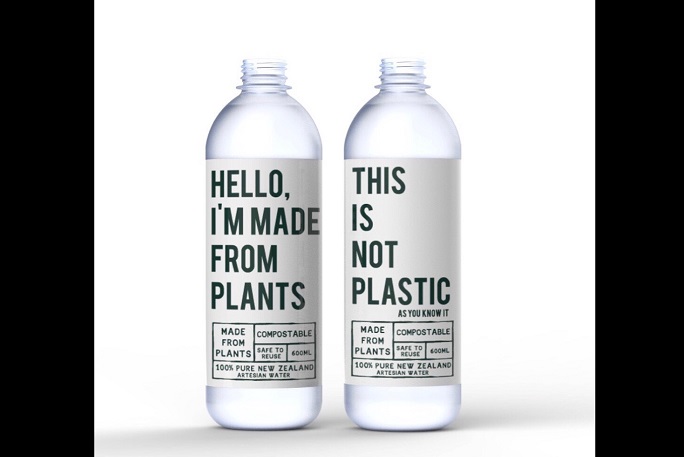 HELLO,
I'M MADE
FROM
PLANTS
MADE
FROM
PLANTS
COMPOSTABLE
SAFE TO
REUSE
600ML
100% PURE NEW ZEALAND
ARTESIAN WATER
THIS
IS
NOT
PLASTIC
AS YOU KNOW IT
MADE
FROM
PLANTS
COMPOSTABLE
SAFE TO
REUSE
600ML
100% PURE NEW ZEALAND
ARTESIAN WATER